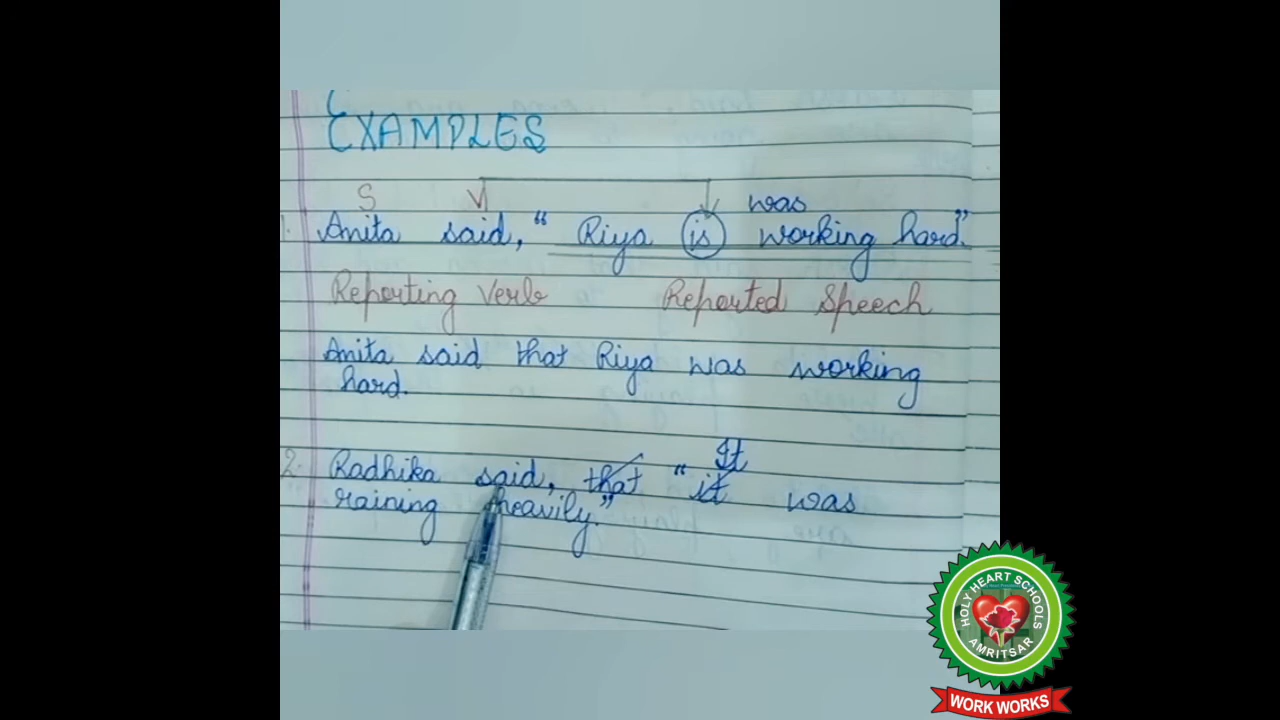 EXAMPLES
S V
was
1. Anita said, “ Riya is working hard.”
Reporting Verb Reported Speech
Anita said that Riya was working
hard.
It
2. Radhika said, that “ it was
raining heavily.”
HOLY HEART SCHOOLS
AMRITSAR
WORK WORKS